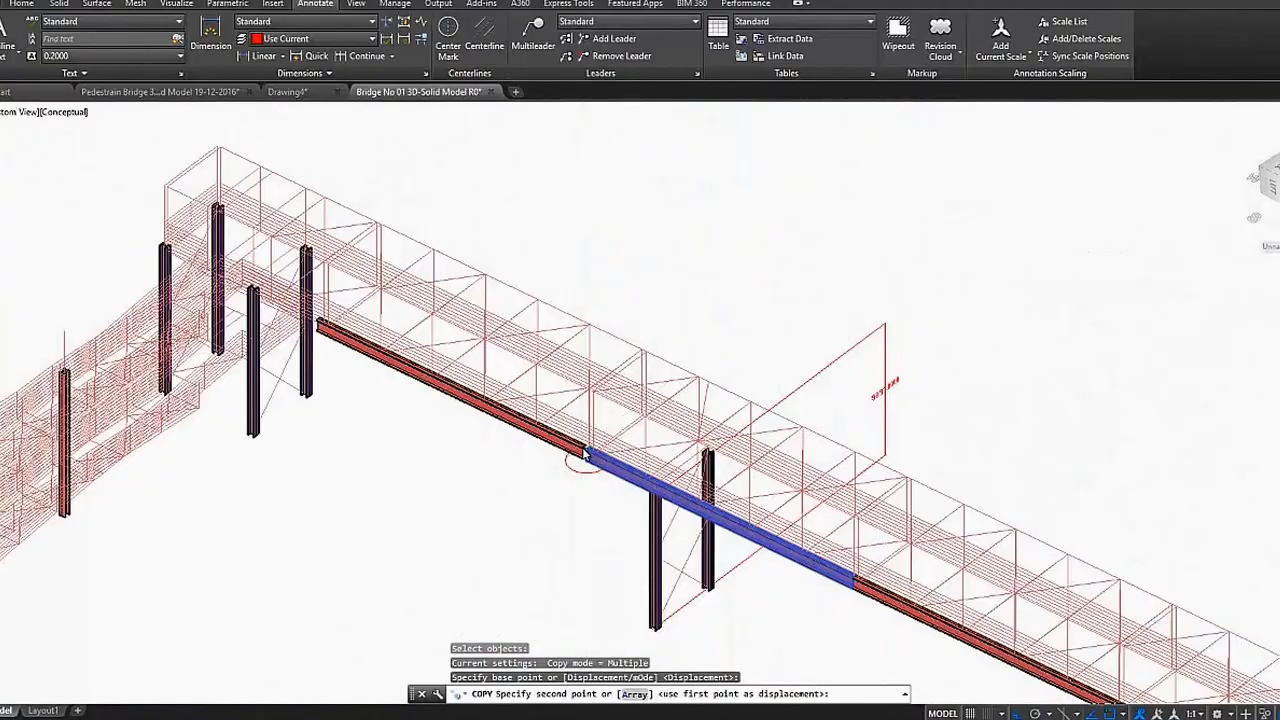 Home Solid Surface Mesh Visualize Parametric Insert Annotate View Manage Output Add-ins A360 Express Tools Featured Apps BIM 360 Performance
Standard Standard Standard Standard
Find text
Use Current
0.2000
Dimension
Linear Quick Continue
Center Mark
Centerline
Multileader
Add Leader
Remove Leader
Table
Extract Data
Link Data
Wipeout
Revision Cloud
Add Current Scale
Scale List
Add/Delete Scales
Sync Scale Positions
Text Dimensions Centerlines Leaders Tables Markup Annotation Scaling
art Pedestrain Bridge 3...d Model 19-12-2016* Drawing4* Bridge No 01 3D-Solid Model R0*
tom View][Conceptual]
Unna
Select objects:
Current settings: Copy mode = Multiple
Specify base point or [Displacement/mOde] <Displacement>:
COPY Specify second point or [Array] <use first point as displacement>:
odel Layout1
MODEL 1:1